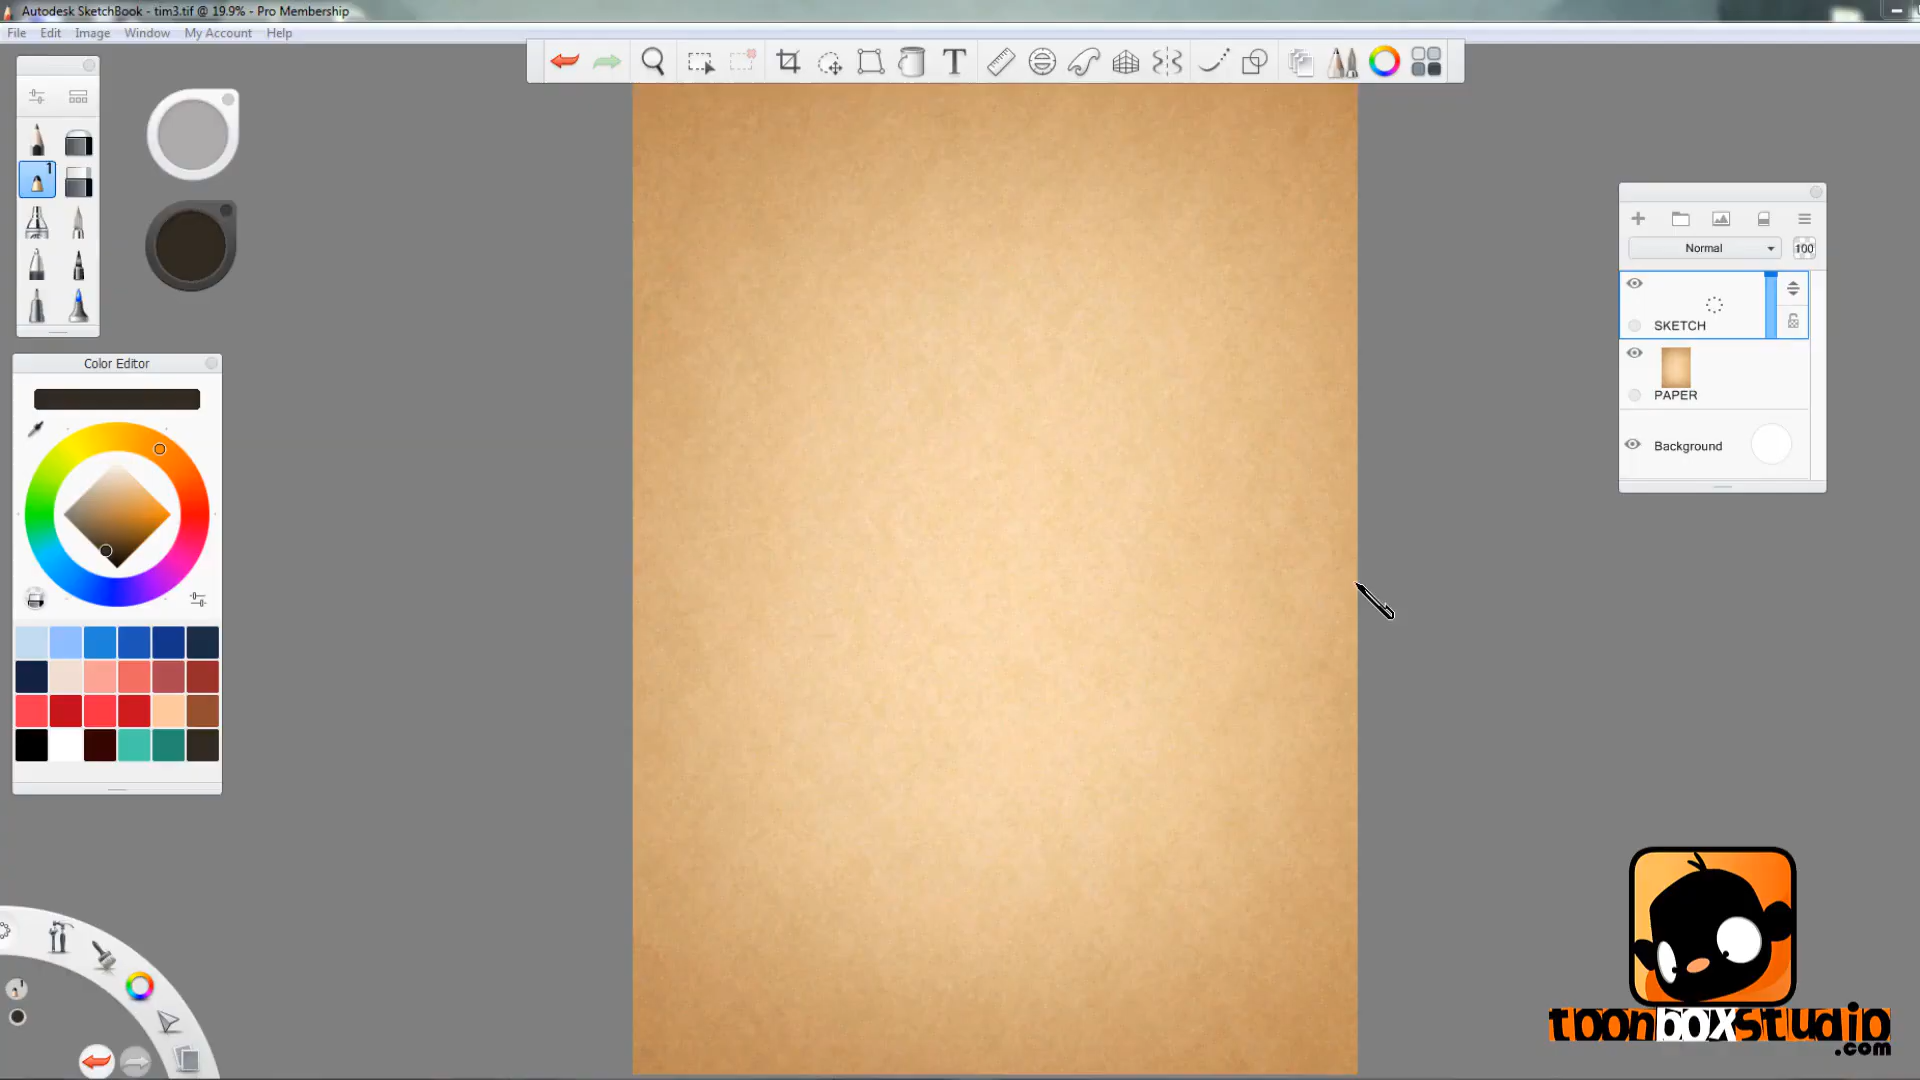 Autodesk SketchBook - tim3.tif @ 19.9% - Pro Membership
File Edit Image Window My Account Help
T
1
Color Editor
Normal 100
SKETCH
PAPER
Background
toonboxstudio
.com